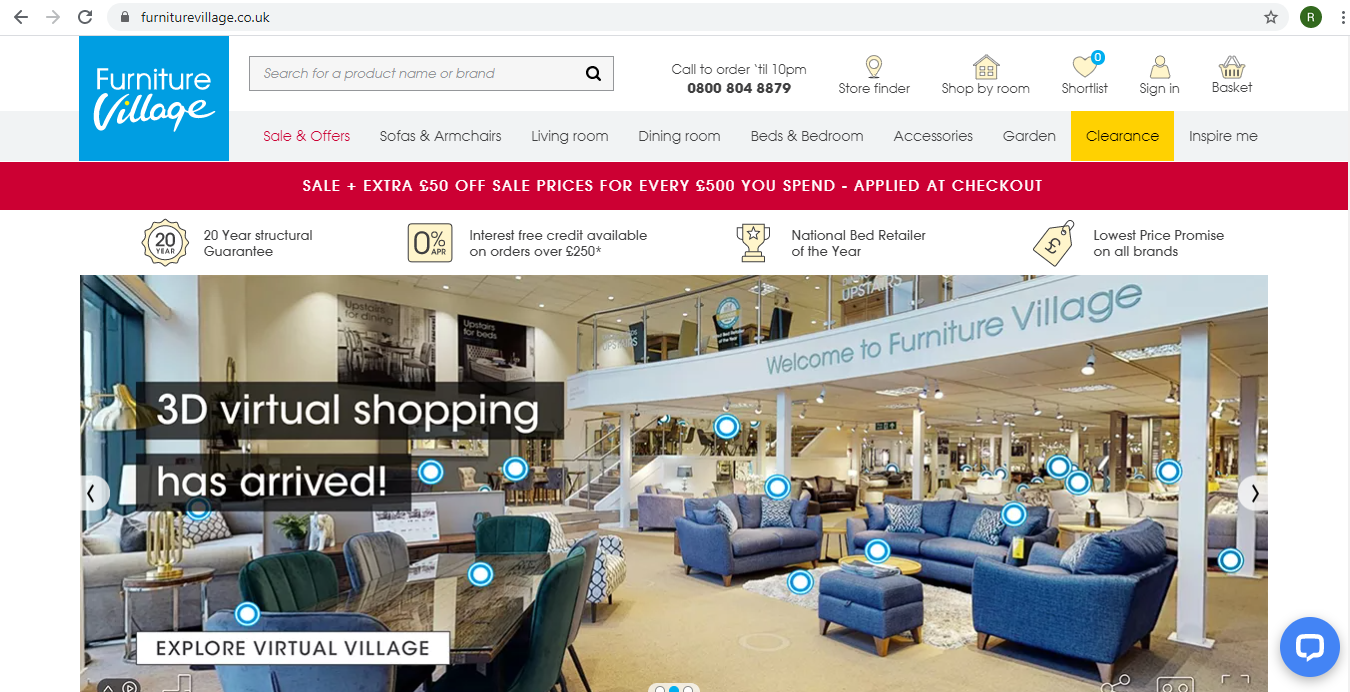 furniturevillage.co.uk
R
Furniture
Village
Search for a product name or brand
Call to order 'til 10pm
0800 804 8879
Store finder
Shop by room
0
Shortlist
Sign in
Basket
Sale & Offers
Sofas & Armchairs
Living room
Dining room
Beds & Bedroom
Accessories
Garden
Clearance
Inspire me
SALE + EXTRA £50 OFF SALE PRICES FOR EVERY £500 YOU SPEND - APPLIED AT CHECKOUT
20
YEAR
20 Year structural
Guarantee
0%
APR
Interest free credit available
on orders over £250*
National Bed Retailer
of the Year
£
Lowest Price Promise
on all brands
Upstairs
for dining
Upstairs
for beds
UPSTAIRS
UPSTAIRS
Welcome to Furniture Village
3D virtual shopping
has arrived!
EXPLORE VIRTUAL VILLAGE